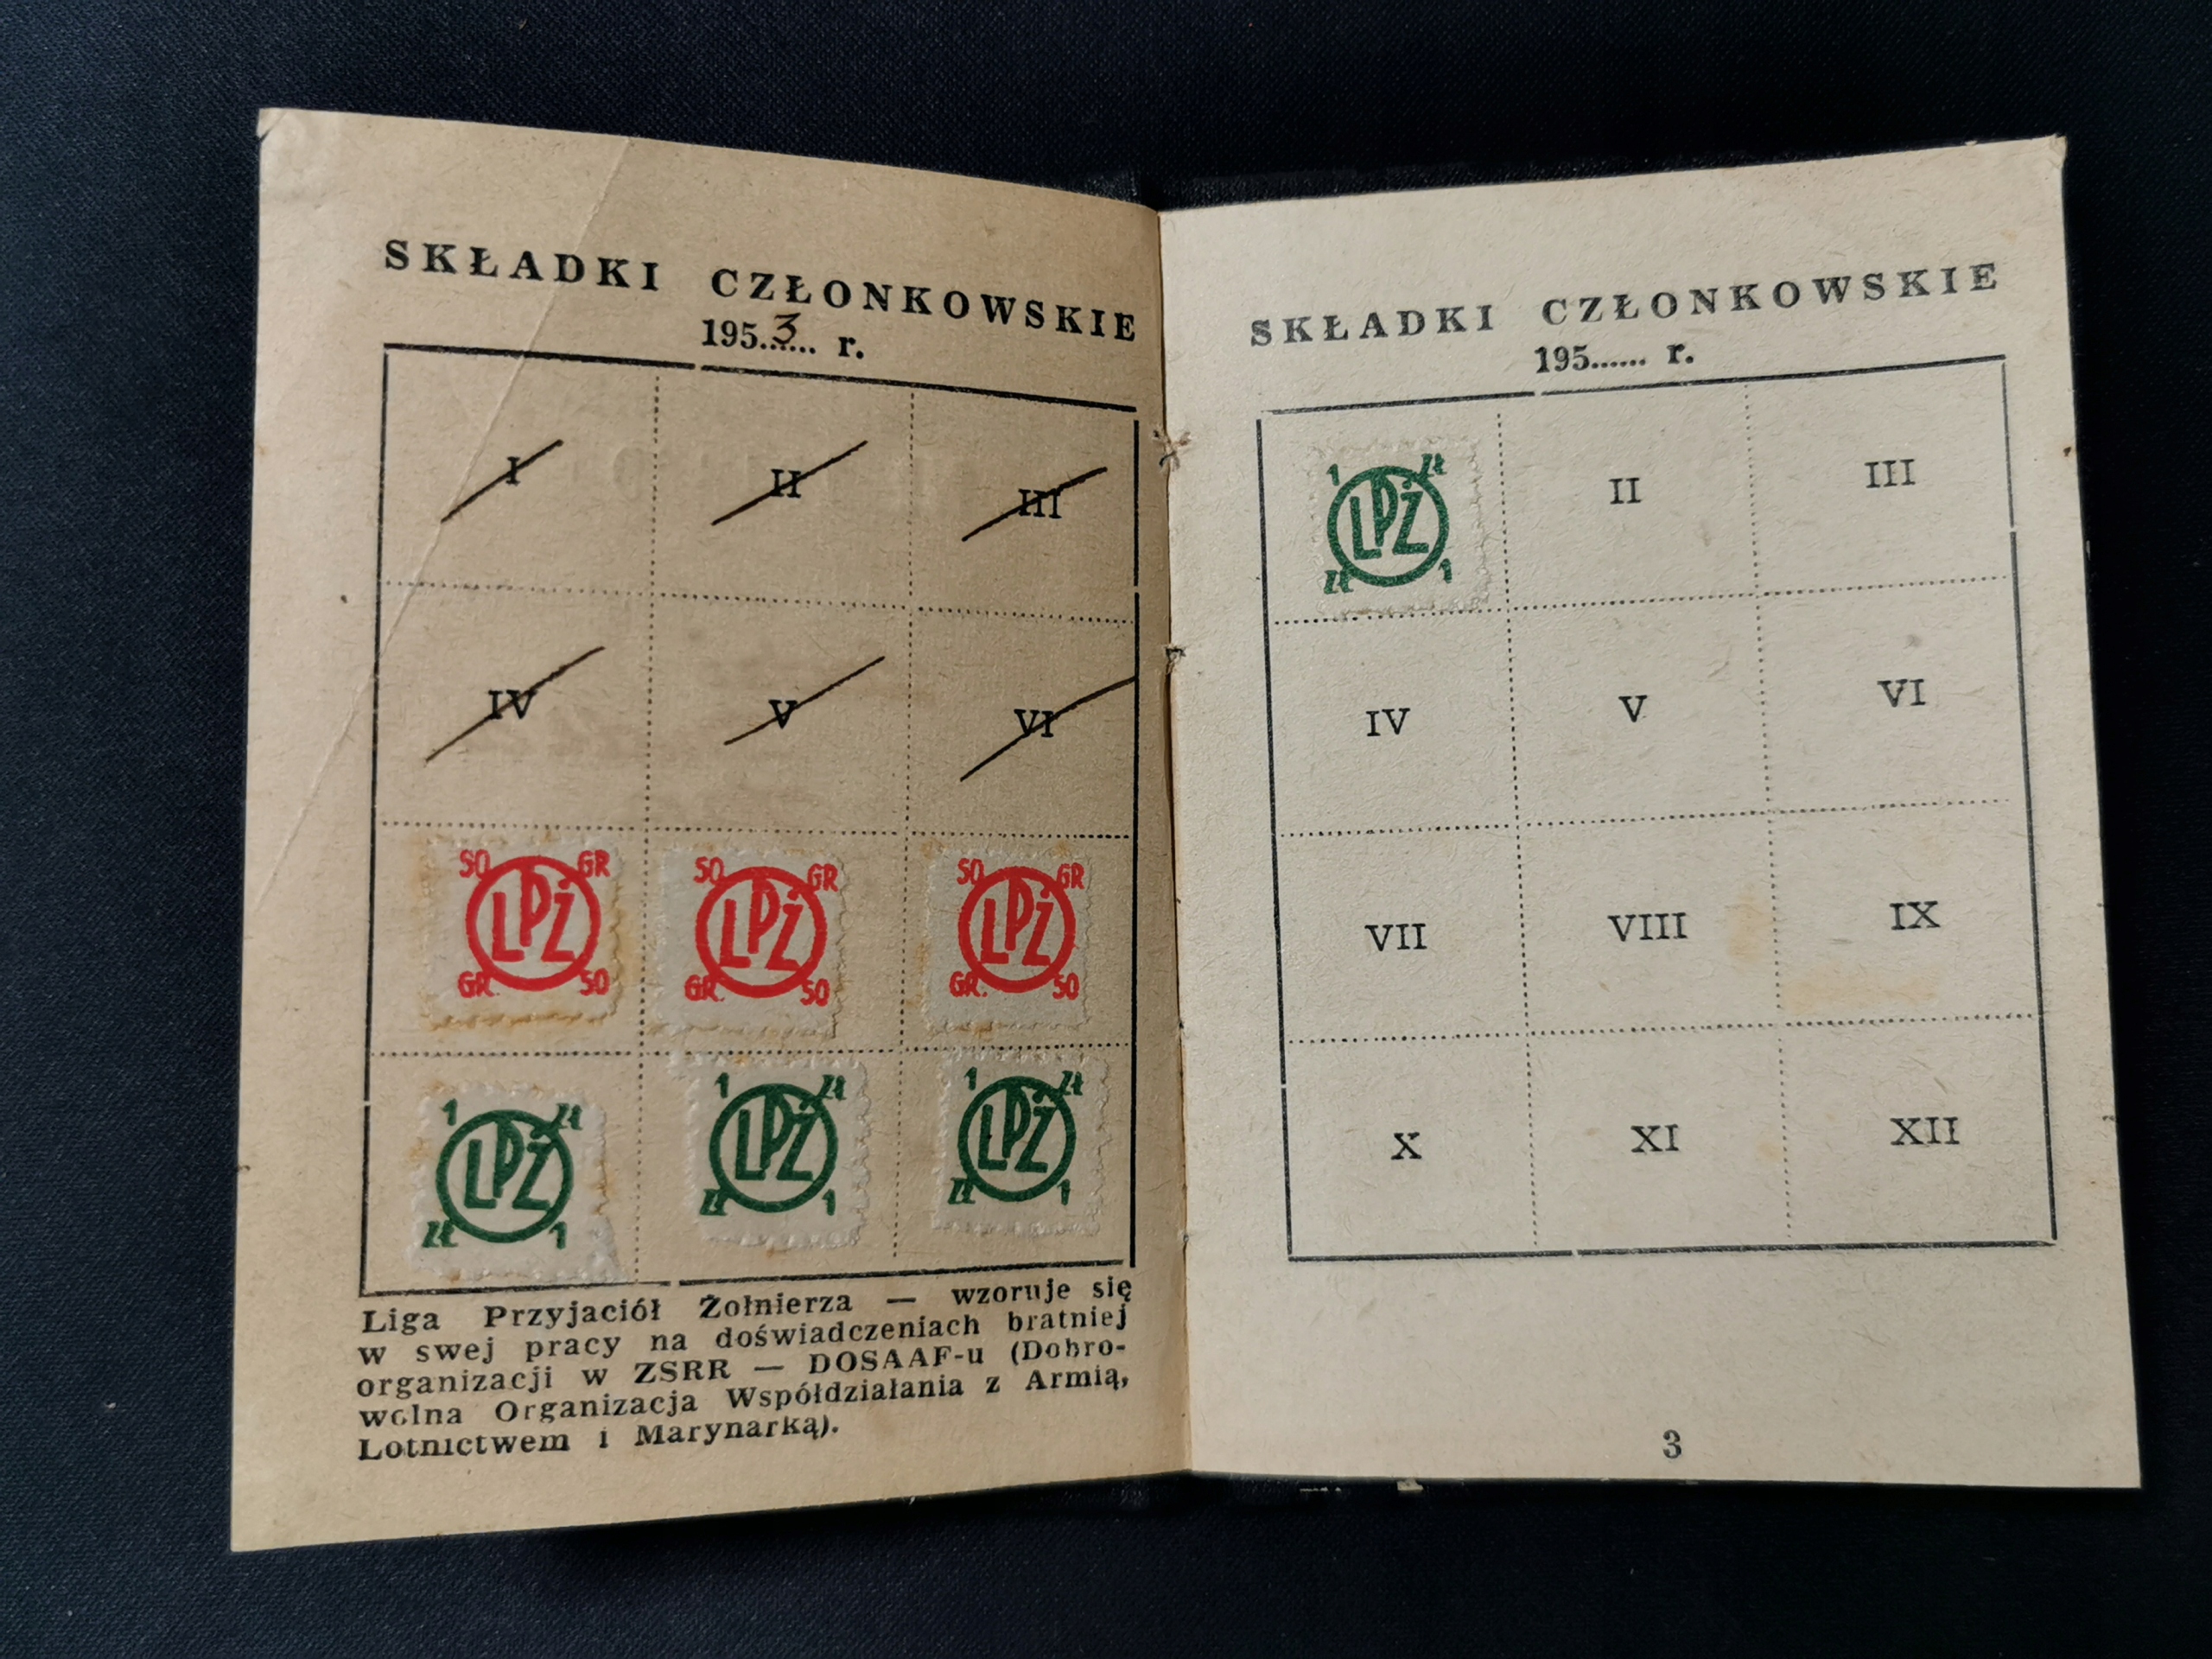 SKŁADKI CZŁONKOWSKIE
1953...... r.
I II III
IV V VI
50 GR LPŻ GR. 50
50 GR LPŻ GR. 50
50 GR LPŻ GR. 50
1 ZŁ LPŻ ZŁ 1
1 ZŁ LPŻ ZŁ 1
1 ZŁ LPŻ ZŁ 1
Liga Przyjaciół Żołnierza — wzoruje się
w swej pracy na doświadczeniach bratniej
organizacji w ZSRR — DOSAAF-u (Dobro-
wolna Organizacja Współdziałania z Armią,
Lotnictwem i Marynarką).
SKŁADKI CZŁONKOWSKIE
195...... r.
1 ZŁ LPŻ ZŁ 1
II III
IV V VI
VII VIII IX
X XI XII
3